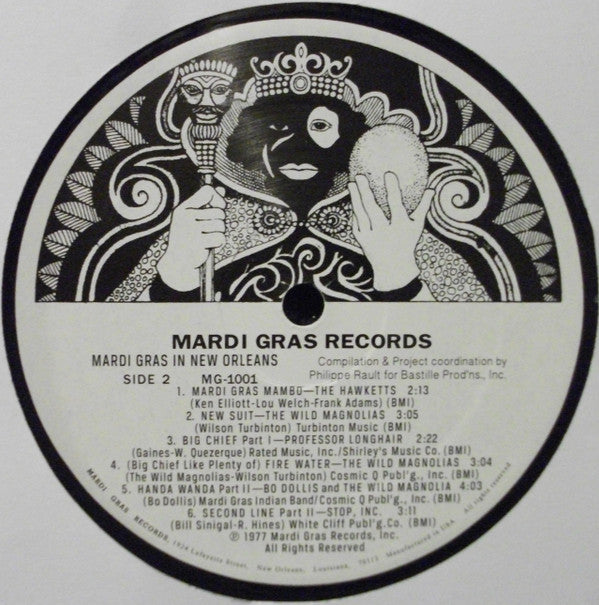 MARDI GRAS RECORDS
MARDI GRAS IN NEW ORLEANS
Compilation & Project coordination by
Philippe Rault for Bastille Prod'ns., Inc.
SIDE 2 MG-1001
1. MARDI GRAS MAMBO—THE HAWKETTS 2:13
(Ken Elliott-Lou Welch-Frank Adams) (BMI)
2. NEW SUIT—THE WILD MAGNOLIAS 3:05
(Wilson Turbinton) Turbinton Music (BMI)
3. BIG CHIEF Part I—PROFESSOR LONGHAIR 2:22
(Gaines-W. Quezerque) Rated Music, Inc./Shirley's Music Co. (BMI)
4. (Big Chief Like Plenty of) FIRE WATER—THE WILD MAGNOLIAS 3:04
(The Wild Magnolias-Wilson Turbinton) Cosmic Q Publ'g., Inc. (BMI)
5. HANDA WANDA Part II—BO DOLLIS and THE WILD MAGNOLIA 4:03
(Bo Dollis) Mardi Gras Indian Band/Cosmic Q Publ'g., Inc. (BMI)
6. SECOND LINE Part II—STOP, INC. 3:11
(Bill Sinigal-R. Hines) White Cliff Publ'g.Co. (BMI)
℗ 1977 Mardi Gras Records, Inc.
All Rights Reserved
MARDI GRAS RECORDS, 1924 Lafayette Street, New Orleans, Louisiana, 70113 Manufactured in USA All rights reserved